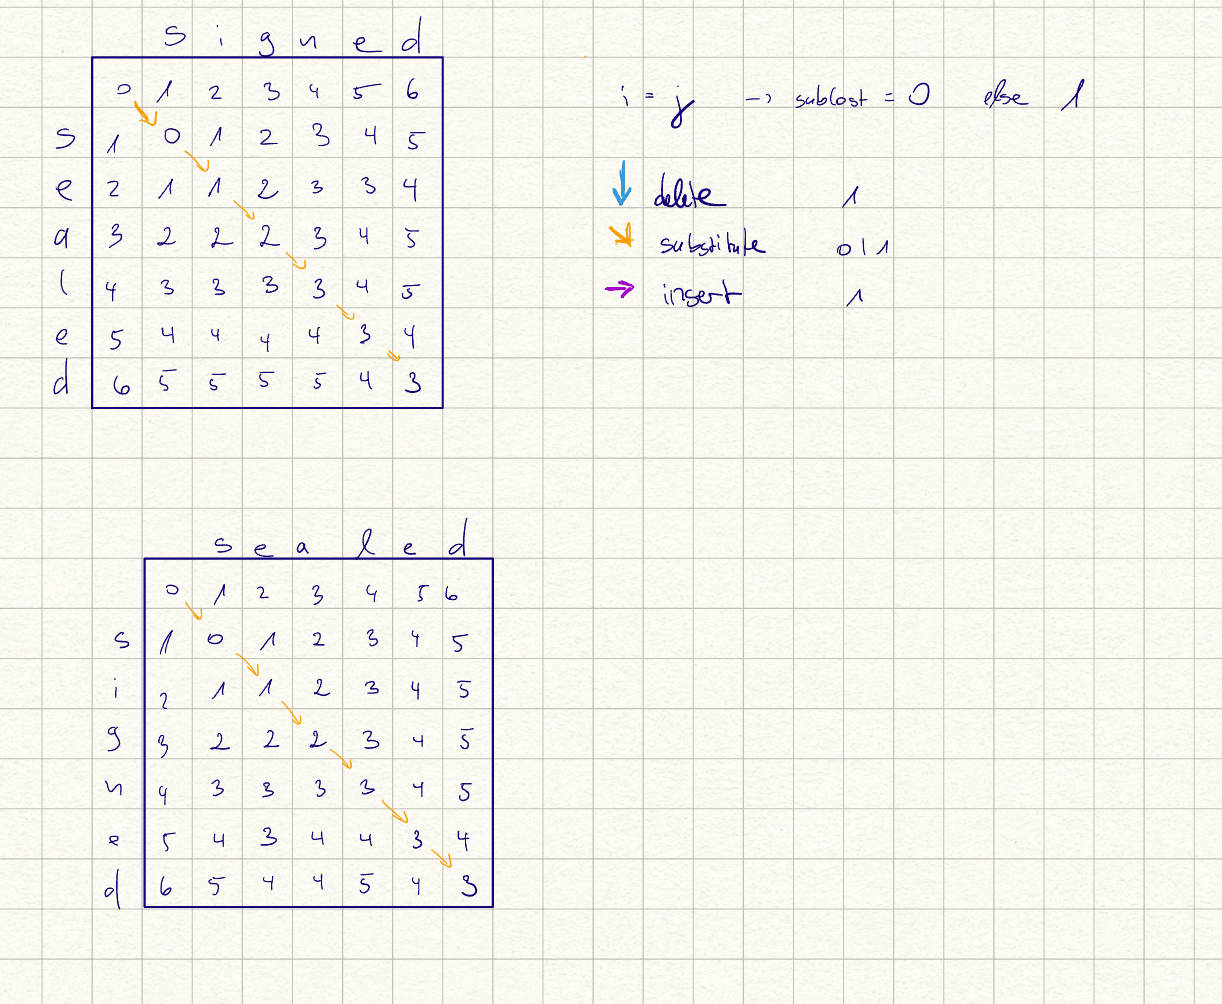 s i g n e d
0 1 2 3 4 5 6
s 1 0 1 2 3 4 5
e 2 1 1 2 3 3 4
a 3 2 2 2 3 4 5
l 4 3 3 3 3 4 5
e 5 4 4 4 4 3 4
d 6 5 5 5 5 4 3
i = j -> subCost = 0 else 1
↓ delete 1
↘ substitute 0 | 1
→ insert 1
s e a l e d
0 1 2 3 4 5 6
s 1 0 1 2 3 4 5
i 2 1 1 2 3 4 5
g 3 2 2 2 3 4 5
n 4 3 3 3 3 4 5
e 5 4 3 4 4 3 4
d 6 5 4 4 5 4 3